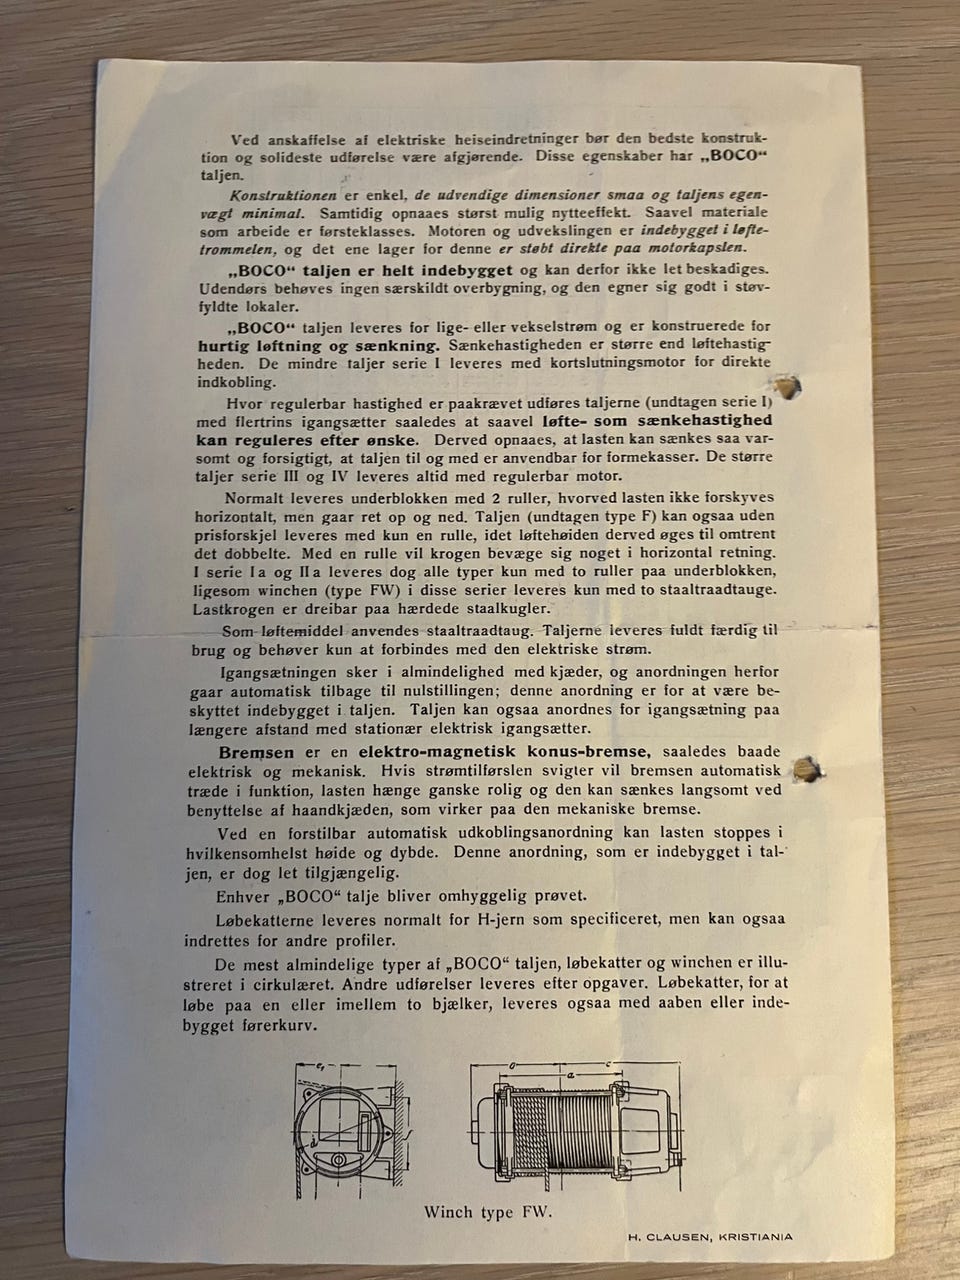 Ved anskaffelse af elektriske heiseindretninger bør den bedste konstruk-
tion og solideste udførelse være afgjørende. Disse egenskaber har „BOCO“
taljen.
Konstruktionen er enkel, de udvendige dimensioner smaa og taljens egen-
vægt minimal. Samtidig opnaaes størst mulig nytteeffekt. Saavel materiale
som arbeide er førsteklasses. Motoren og udvekslingen er indebygget i løfte-
trommelen, og det ene lager for denne er støbt direkte paa motorkapslen.
„BOCO“ taljen er helt indebygget og kan derfor ikke let beskadiges.
Udendørs behøves ingen særskildt overbygning, og den egner sig godt i støv-
fyldte lokaler.
„BOCO“ taljen leveres for lige- eller vekselstrøm og er konstruerede for
hurtig løftning og sænkning. Sænkehastigheden er større end løftehastig-
heden. De mindre taljer serie I leveres med kortslutningsmotor for direkte
indkobling.
Hvor regulerbar hastighed er paakrævet udføres taljerne (undtagen serie I)
med flertrins igangsætter saaledes at saavel løfte- som sænkehastighed
kan reguleres efter ønske. Derved opnaaes, at lasten kan sænkes saa var-
somt og forsigtigt, at taljen til og med er anvendbar for formekasser. De større
taljer serie III og IV leveres altid med regulerbar motor.
Normalt leveres underblokken med 2 ruller, hvorved lasten ikke forskyves
horizontalt, men gaar ret op og ned. Taljen (undtagen type F) kan ogsaa uden
prisforskjel leveres med kun en rulle, idet løftehøiden derved øges til omtrent
det dobbelte. Med en rulle vil krogen bevæge sig noget i horizontal retning.
I serie Ia og IIa leveres dog alle typer kun med to ruller paa underblokken,
ligesom winchen (type FW) i disse serier leveres kun med to staaltraadtauge.
Lastkrogen er dreibar paa hærdede staalkugler.
Som løftemiddel anvendes staaltraadtaug. Taljerne leveres fuldt færdig til
brug og behøver kun at forbindes med den elektriske strøm.
Igangsætningen sker i almindelighed med kjæder, og anordningen herfor
gaar automatisk tilbage til nulstillingen; denne anordning er for at være be-
skyttet indebygget i taljen. Taljen kan ogsaa anordnes for igangsætning paa
længere afstand med stationær elektrisk igangsætter.
Bremsen er en elektro-magnetisk konus-bremse, saaledes baade
elektrisk og mekanisk. Hvis strømtilførslen svigter vil bremsen automatisk
træde i funktion, lasten hænge ganske rolig og den kan sænkes langsomt ved
benyttelse af haandkjæden, som virker paa den mekaniske bremse.
Ved en forstilbar automatisk udkoblingsanordning kan lasten stoppes i
hvilkensomhelst høide og dybde. Denne anordning, som er indebygget i tal-
jen, er dog let tilgjængelig.
Enhver „BOCO“ talje bliver omhyggelig prøvet.
Løbekatterne leveres normalt for H-jern som specificeret, men kan ogsaa
indrettes for andre profiler.
De mest almindelige typer af „BOCO“ taljen, løbekatter og winchen er illu-
streret i cirkulæret. Andre udførelser leveres efter opgaver. Løbekatter, for at
løbe paa en eller imellem to bjælker, leveres ogsaa med aaben eller inde-
bygget førerkurv.
e₁ o c
a
d f
Winch type FW.
H. CLAUSEN, KRISTIANIA